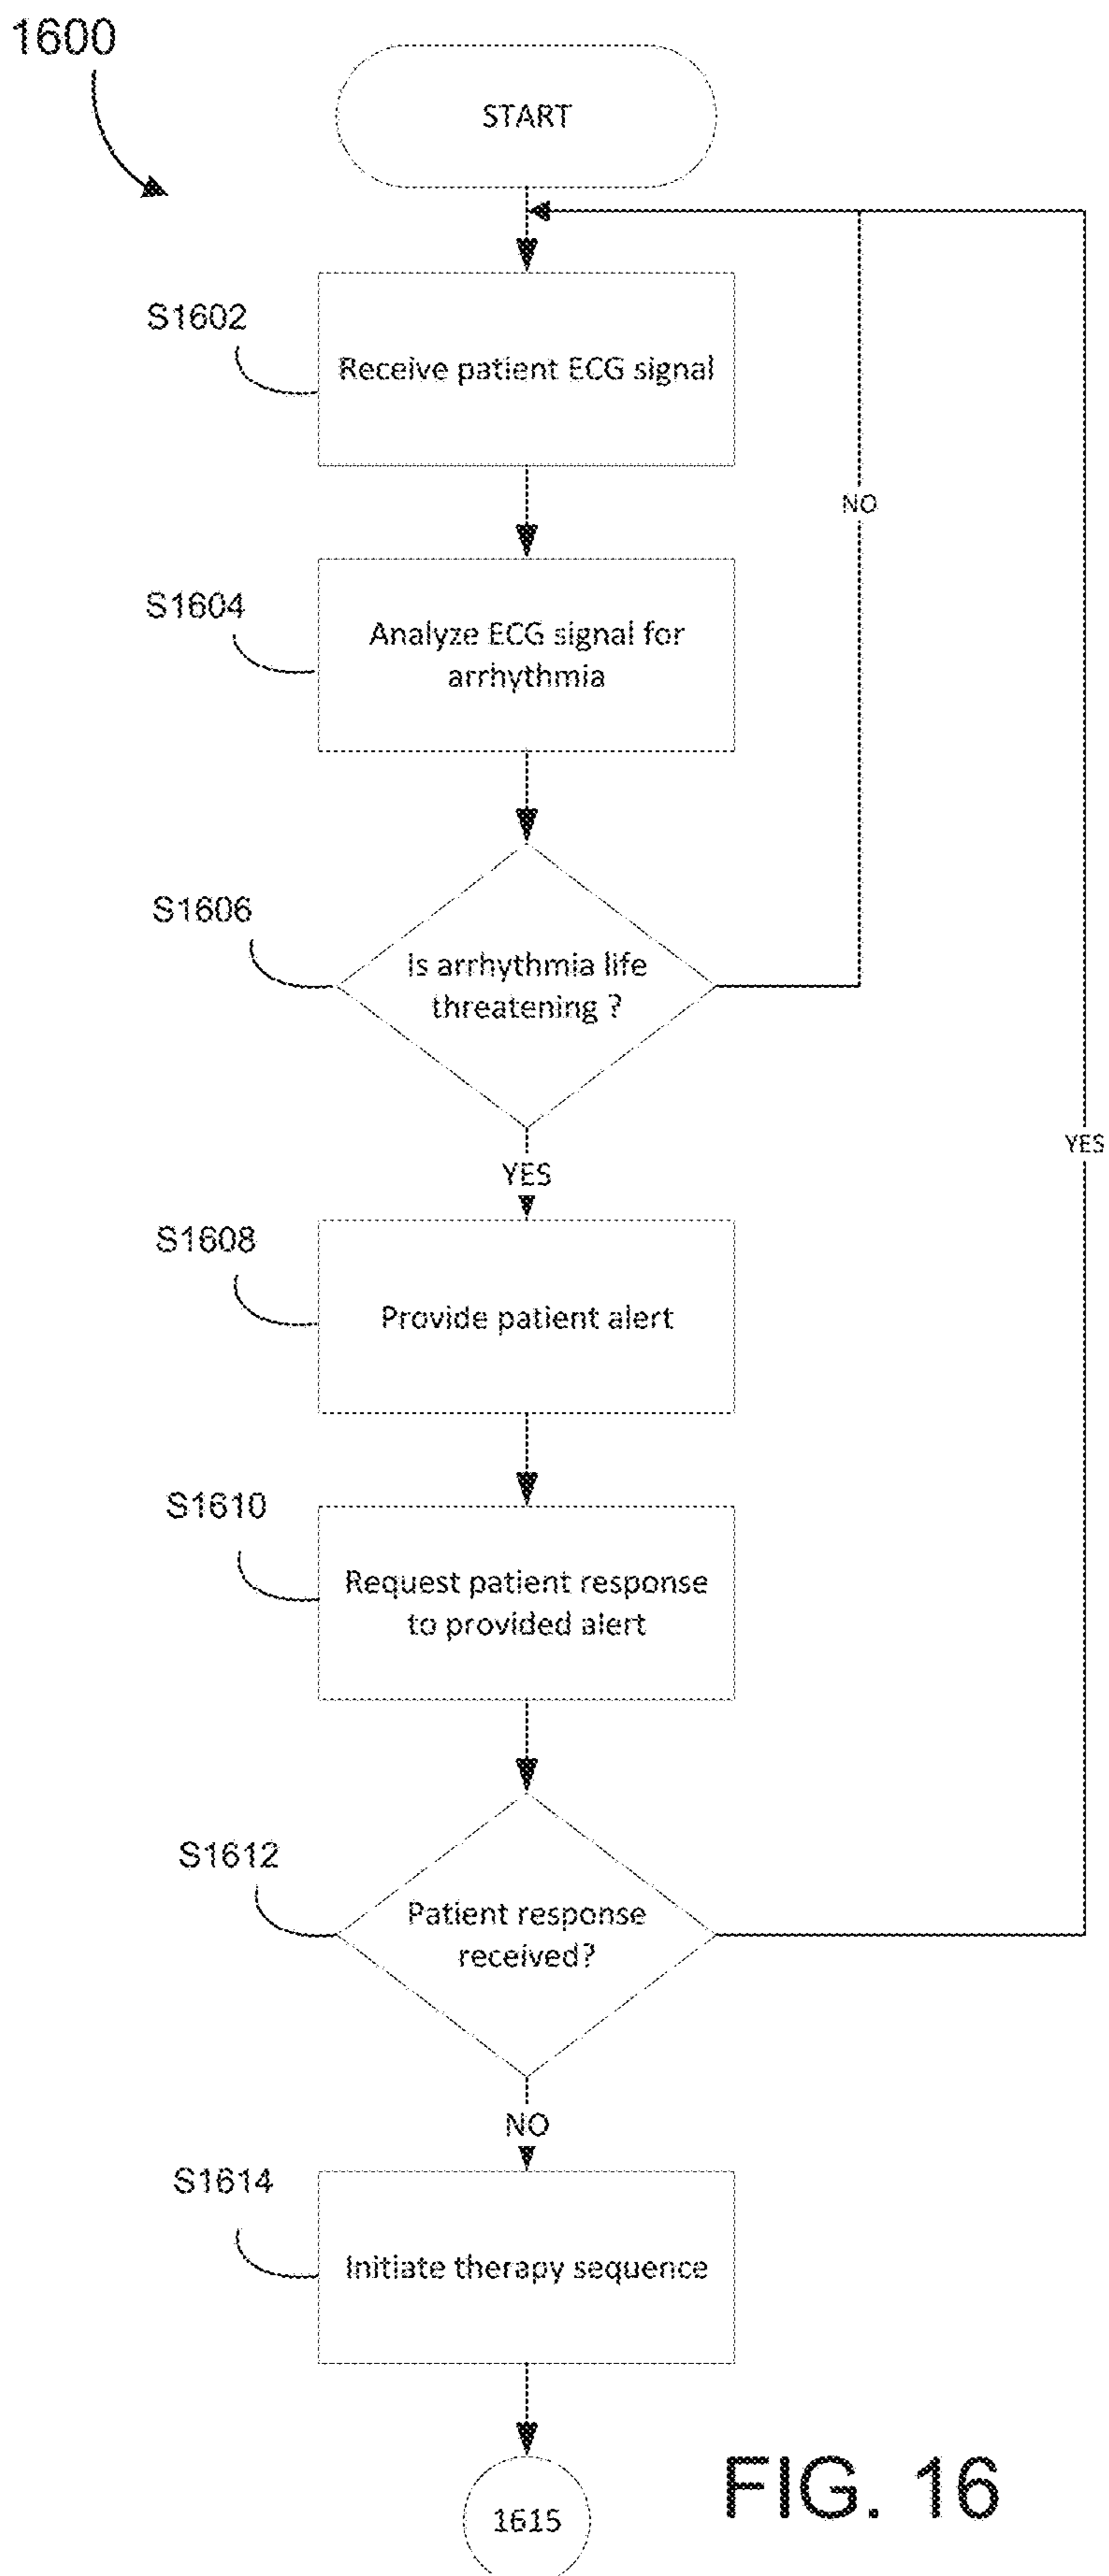 1600
START
S1602
Receive patient ECG signal
NO
S1604
Analyze ECG signal for
arrhythmia
S1606
Is arrhythmia life
threatening ?
YES
YES
S1608
Provide patient alert
S1610
Request patient response
to provided alert
S1612
Patient response
received?
NO
S1614
Initiate therapy sequence
1615
FIG. 16